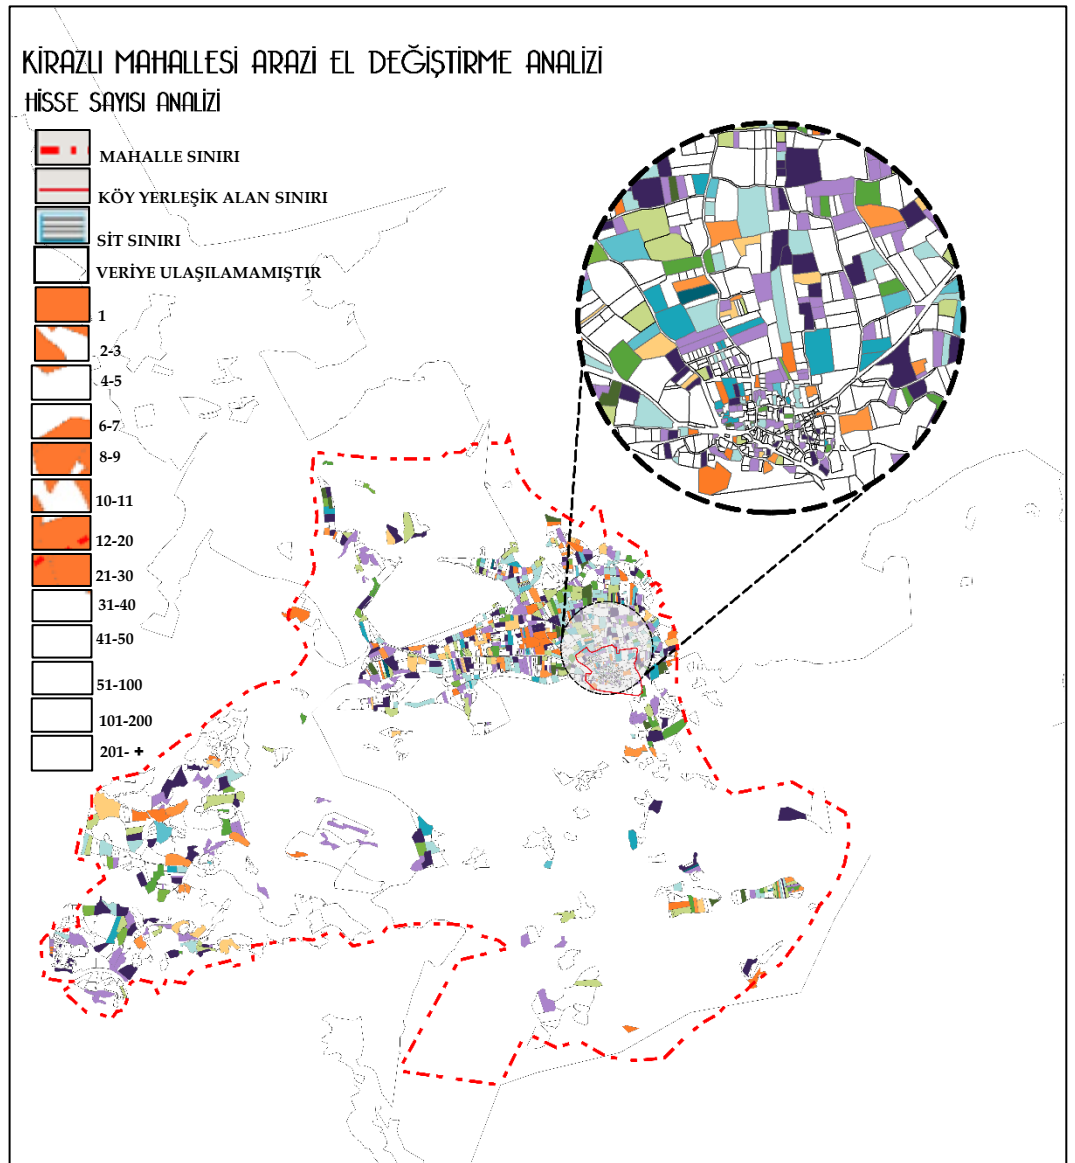 KİRAZLI MAHALLESİ ARAZİ EL DEĞİŞTİRME ANALİZİ
HİSSE SAYISI ANALİZİ
MAHALLE SINIRI
KÖY YERLEŞİK ALAN SINIRI
SİT SINIRI
VERİYE ULAŞILAMAMIŞTIR
1
2-3
4-5
6-7
8-9
10-11
12-20
21-30
31-40
41-50
51-100
101-200
201- +